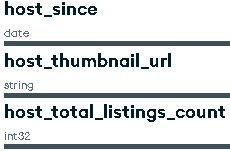 host_since
date
host_thumbnail_url
string
host_total_listings_count
int32